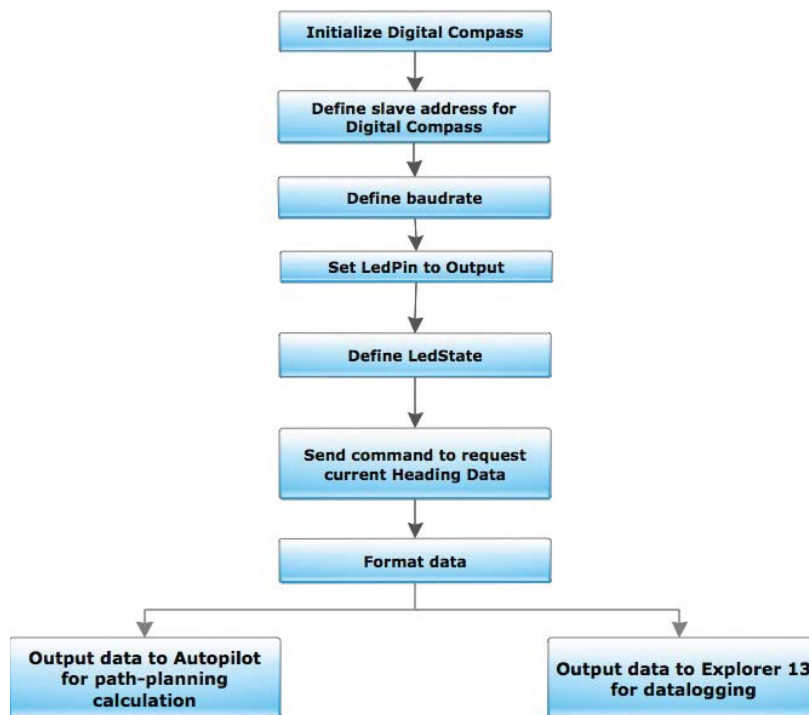 Initialize Digital Compass
Define slave address for
Digital Compass
Define baudrate
Set LedPin to Output
Define LedState
Send command to request
current Heading Data
Format data
Output data to Autopilot
for path-planning
calculation
Output data to Explorer 13
for datalogging